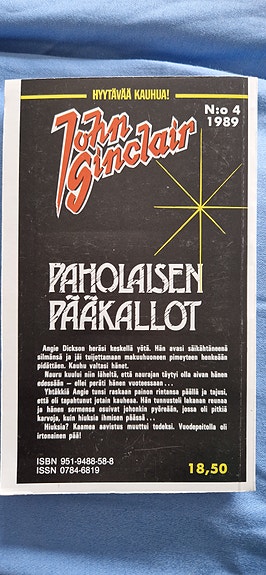 HYYTÄVÄÄ KAUHUA!
N:o 4
1989
John
Sinclair
PAHOLAISEN
PÄÄKALLOT
Angie Dickson heräsi keskellä yötä. Hän avasi säikähtäneenä
silmänsä ja jäi tuijottamaan makuuhuoneen pimeyteen henkeään
pidättäen. Kauhu valtasi hänet.
Nauru kuului niin läheltä, että naurajan täytyi olla aivan hänen
edessään — ellei peräti hänen vuoteessaan...
Yhtäkkiä Angie tunsi raskaan painon rintansa päällä ja tajusi,
että oli tapahtunut jotain kauheaa. Hän tunnusteli lakanan reunaa
ja hänen sormensa osuivat johonkin pyöreään, jossa oli pitkiä
karvoja, kuin hiuksia ihmisen päässä...
Hiuksia? Kaamea aavistus muuttui todeksi. Vuodepeitolla oli
irtonainen pää!
ISBN 951-9488-58-8
ISSN 0784-6819
18,50